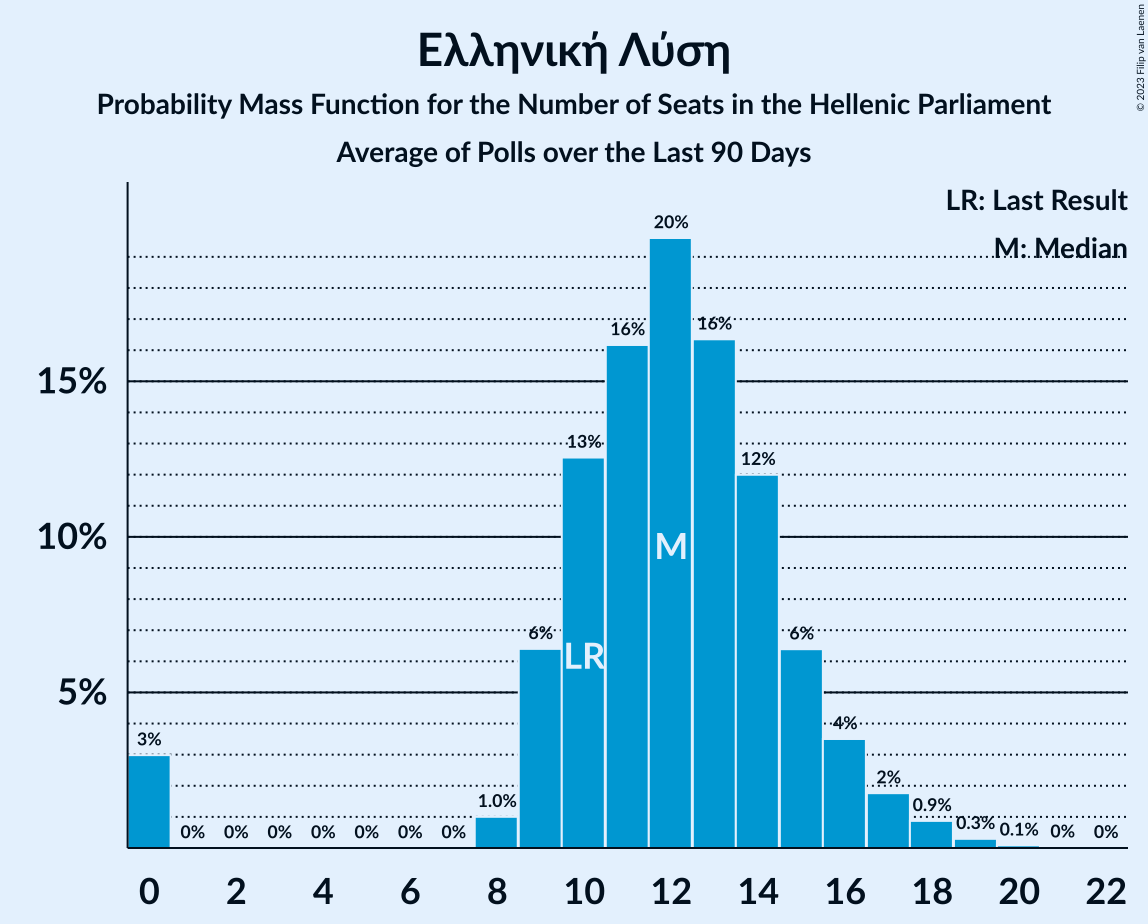 © 2023 Filip van Laenen
Ελληνική Λύση
Probability Mass Function for the Number of Seats in the Hellenic Parliament
Average of Polls over the Last 90 Days
LR: Last Result
M: Median
20%
16%
16%
15%
13%
12%
10%
M
6%
6%
LR
5%
4%
3%
2%
1.0%
0.9%
0.3%
0.1%
0% 0% 0% 0% 0% 0% 0% 0% 0%
0 2 4 6 8 10 12 14 16 18 20 22